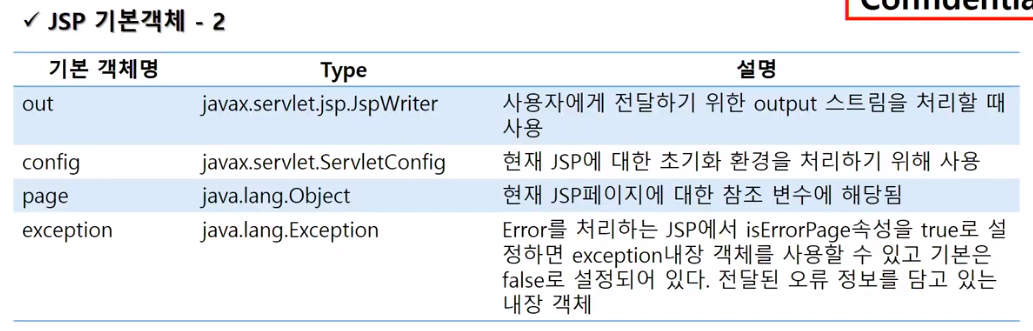 Confidentia
✓ JSP 기본객체 - 2
기본 객체명 Type 설명
out javax.servlet.jsp.JspWriter 사용자에게 전달하기 위한 output 스트림을 처리할 때
사용
config javax.servlet.ServletConfig 현재 JSP에 대한 초기화 환경을 처리하기 위해 사용
page java.lang.Object 현재 JSP페이지에 대한 참조 변수에 해당됨
exception java.lang.Exception Error를 처리하는 JSP에서 isErrorPage속성을 true로 설
정하면 exception내장 객체를 사용할 수 있고 기본은
false로 설정되어 있다. 전달된 오류 정보를 담고 있는
내장 객체